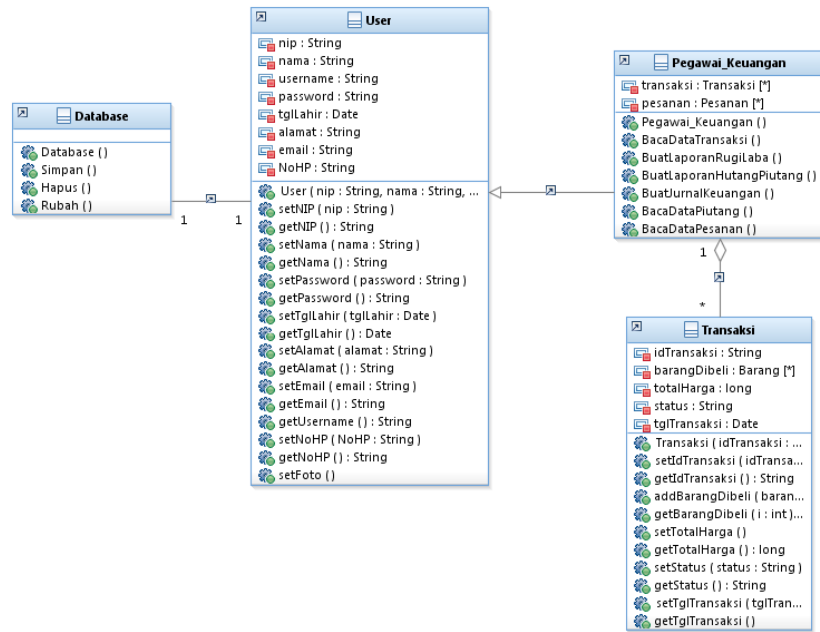 Database
Database ( )
Simpan ( )
Hapus ( )
Rubah ( )
1
1
User
nip : String
nama : String
username : String
password : String
tglLahir : Date
alamat : String
email : String
NoHP : String
User ( nip : String, nama : String, ...
setNIP ( nip : String )
getNIP ( ) : String
setNama ( nama : String )
getNama ( ) : String
setPassword ( password : String )
getPassword ( ) : String
setTglLahir ( tglLahir : Date )
getTglLahir ( ) : Date
setAlamat ( alamat : String )
getAlamat ( ) : String
setEmail ( email : String )
getEmail ( ) : String
getUsername ( ) : String
setNoHP ( NoHP : String )
getNoHP ( ) : String
setFoto ( )
Pegawai_Keuangan
transaksi : Transaksi [*]
pesanan : Pesanan [*]
Pegawai_Keuangan ( )
BacaDataTransaksi ( )
BuatLaporanRugiLaba ( )
BuatLaporanHutangPiutang ( )
BuatJurnalKeuangan ( )
BacaDataPiutang ( )
BacaDataPesanan ( )
1
*
Transaksi
idTransaksi : String
barangDibeli : Barang [*]
totalHarga : long
status : String
tglTransaksi : Date
Transaksi ( idTransaksi : ...
setIdTransaksi ( idTransa...
getIdTransaksi ( ) : String
addBarangDibeli ( baran...
getBarangDibeli ( i : int )...
setTotalHarga ( )
getTotalHarga ( ) : long
setStatus ( status : String )
getStatus ( ) : String
setTglTransaksi ( tglTran...
getTglTransaksi ( )